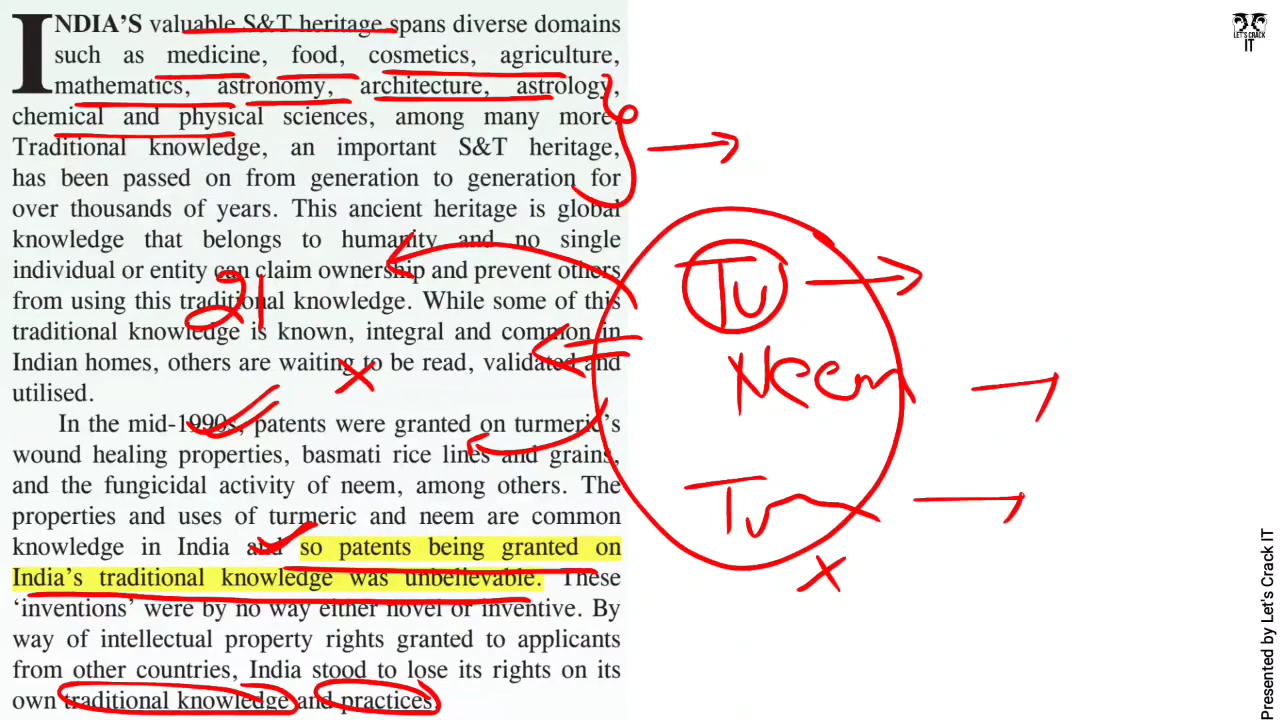 INDIA'S valuable S&T heritage spans diverse domains
such as medicine, food, cosmetics, agriculture,
mathematics, astronomy, architecture, astrology,
chemical and physical sciences, among many more.
Traditional knowledge, an important S&T heritage,
has been passed on from generation to generation for
over thousands of years. This ancient heritage is global
knowledge that belongs to humanity and no single
individual or entity can claim ownership and prevent others
from using this traditional knowledge. While some of this
traditional knowledge is known, integral and common in
Indian homes, others are waiting to be read, validated and
utilised.
In the mid-1990s, patents were granted on turmeric's
wound healing properties, basmati rice lines and grains,
and the fungicidal activity of neem, among others. The
properties and uses of turmeric and neem are common
knowledge in India and so patents being granted on
India's traditional knowledge was unbelievable. These
'inventions' were by no way either novel or inventive. By
way of intellectual property rights granted to applicants
from other countries, India stood to lose its rights on its
own traditional knowledge and practices.
21
Tu
Neem
LET'S CRACK
IT
Presented by Let's Crack IT